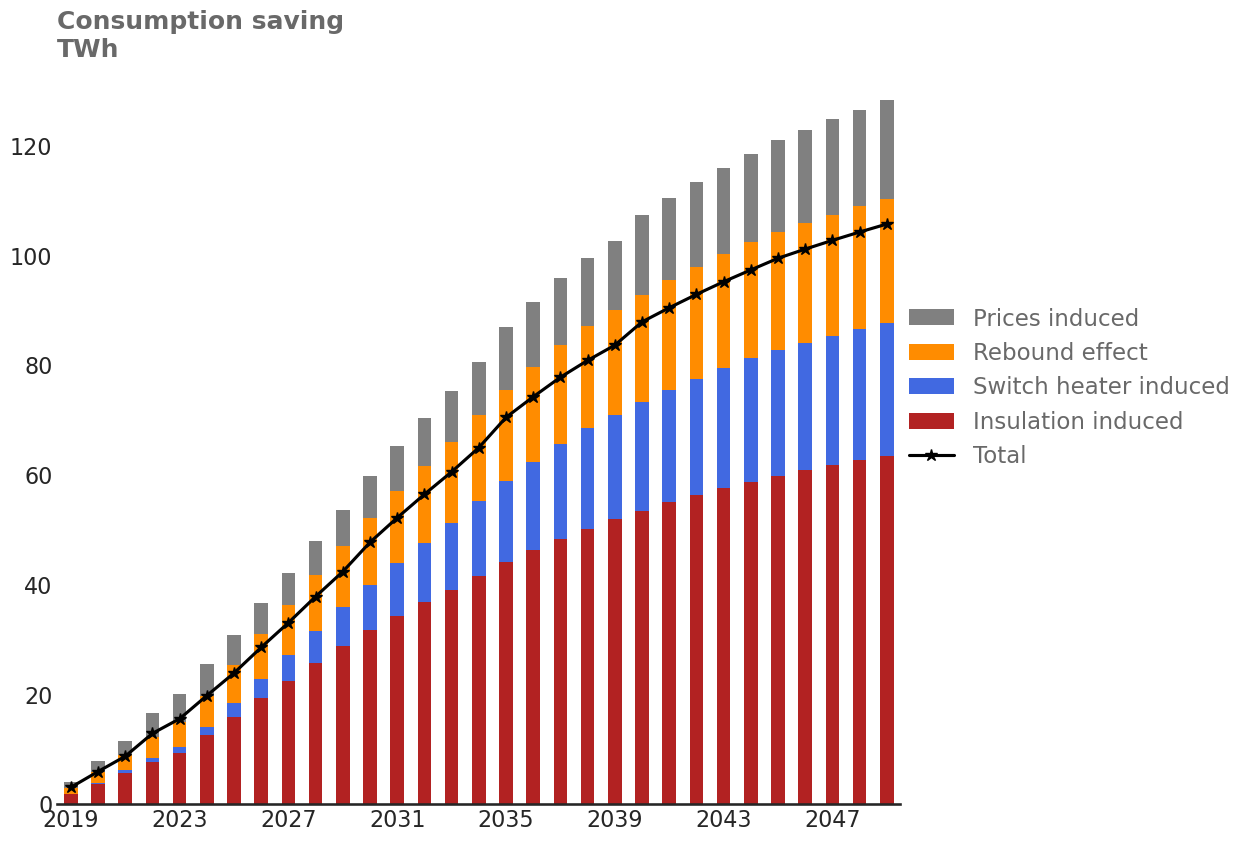 Consumption saving
TWh
120
100
80
60
40
20
0
2019 2023 2027 2031 2035 2039 2043 2047
Prices induced
Rebound effect
Switch heater induced
Insulation induced
Total